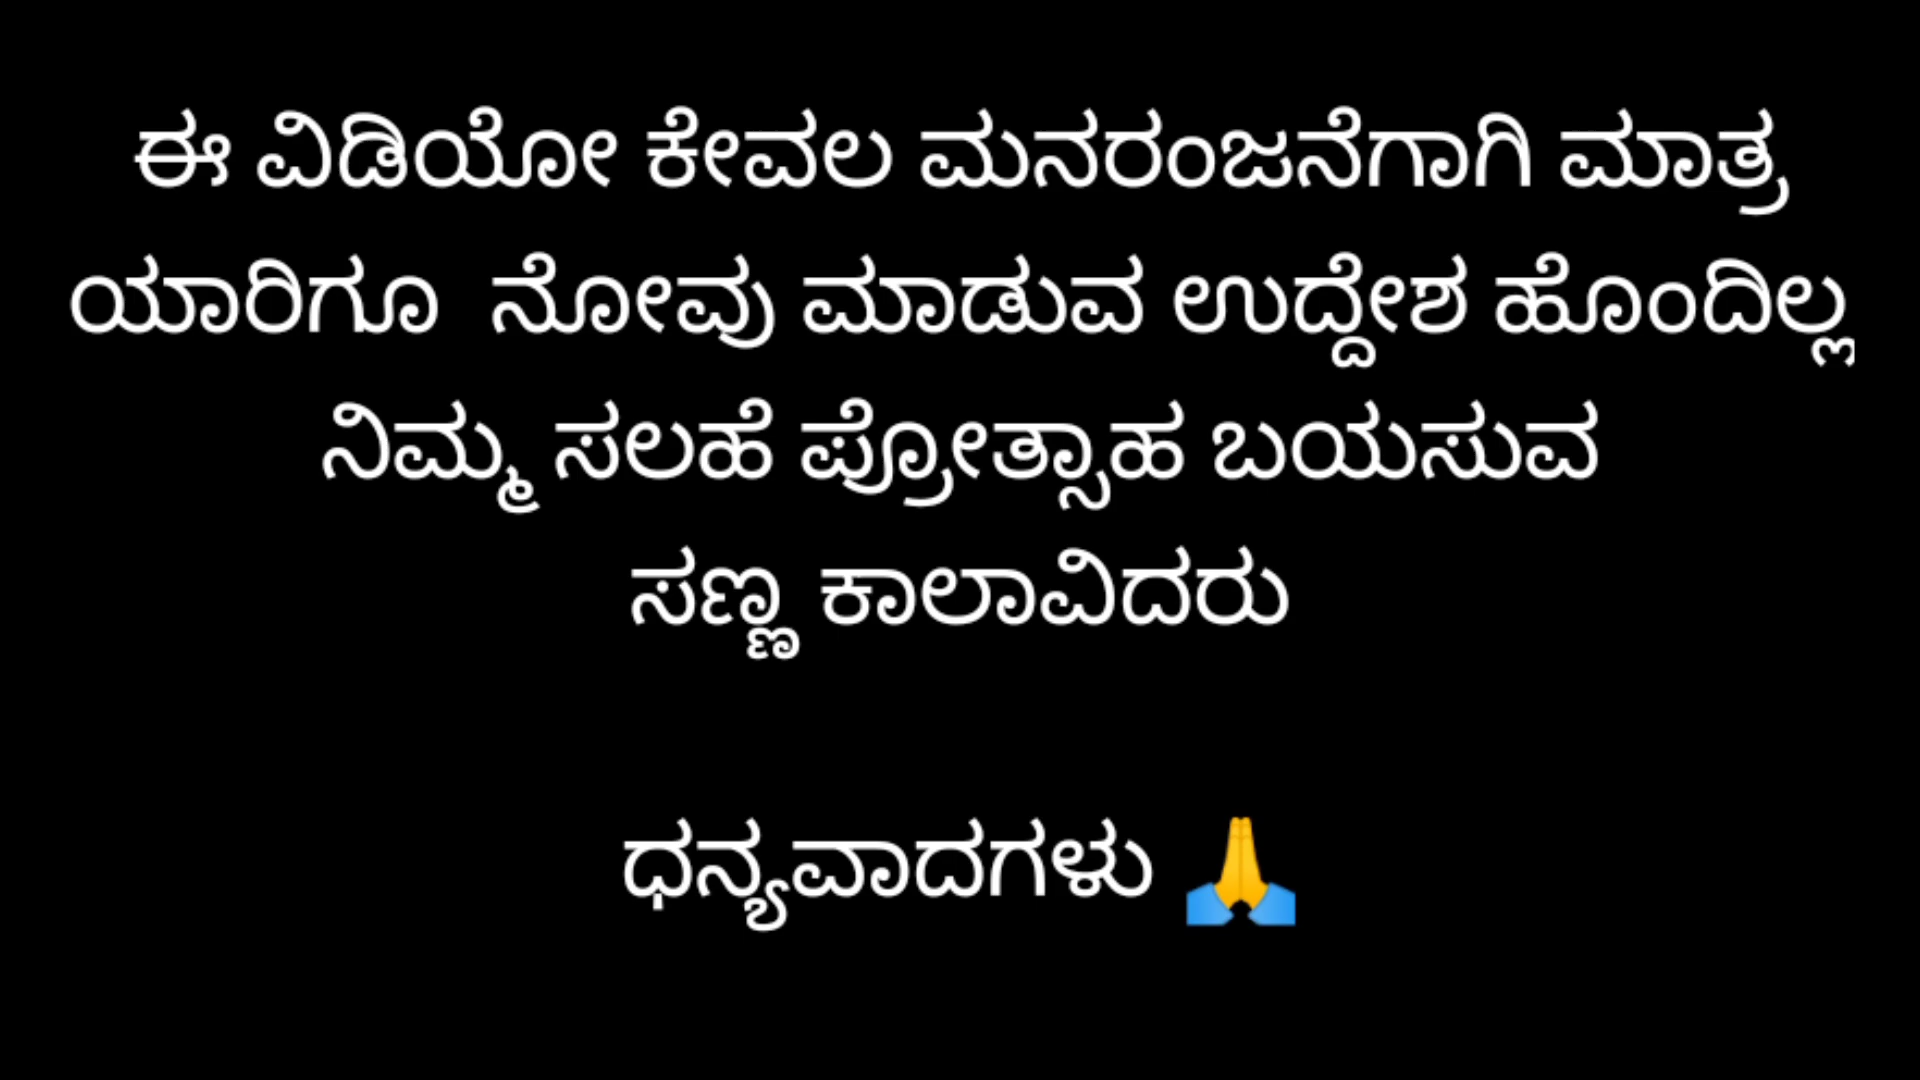 ಈ ವಿಡಿಯೋ ಕೇವಲ ಮನರಂಜನೆಗಾಗಿ ಮಾತ್ರ
ಯಾರಿಗೂ ನೋವು ಮಾಡುವ ಉದ್ದೇಶ ಹೊಂದಿಲ್ಲ
ನಿಮ್ಮ ಸಲಹೆ ಪ್ರೋತ್ಸಾಹ ಬಯಸುವ
ಸಣ್ಣ ಕಾಲಾವಿದರು
ಧನ್ಯವಾದಗಳು 🙏